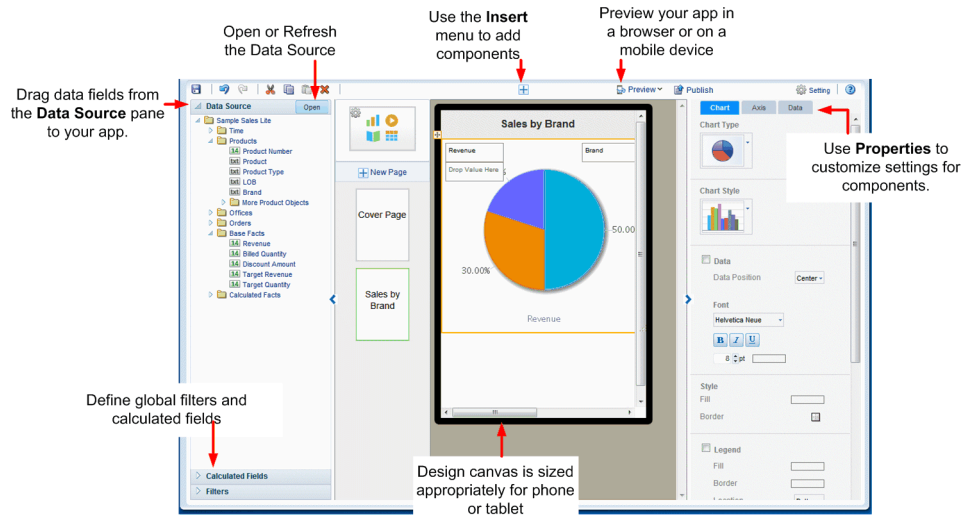 Open or Refresh
the Data Source
Use the Insert
menu to add
components
Preview your app in
a browser or on a
mobile device
Drag data fields from
the Data Source pane
to your app.
Preview
Publish
Setting
Data Source
Open
Sample Sales Lite
Time
Products
Product Number
Product
Product Type
LOB
Brand
More Product Objects
Offices
Orders
Base Facts
Revenue
Billed Quantity
Discount Amount
Target Revenue
Target Quantity
Calculated Facts
Define global filters and
calculated fields
Calculated Fields
Filters
New Page
Cover Page
Sales by
Brand
Sales by Brand
Revenue
Brand
Drop Value Here
%
50.00
30.00%
Revenue
Design canvas is sized
appropriately for phone
or tablet
Chart
Axis
Data
Chart Type
Use Properties to
customize settings for
components.
Chart Style
Data
Data Position
Center
Font
Helvetica Neue
B I U
8 pt
Style
Fill
Border
Legend
Fill
Border